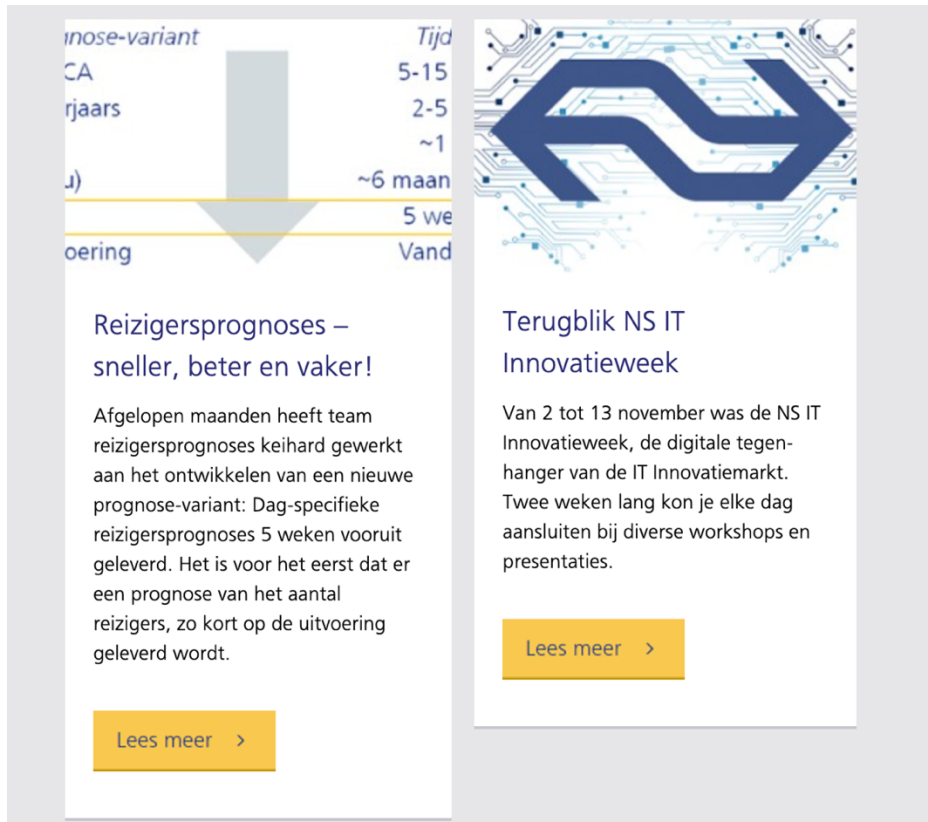 gnose-variant Tijd
CA 5-15
rjaars 2-5
~1
u) ~6 maan
5 we
oering Vand
Reizigersprognoses –
sneller, beter en vaker!
Afgelopen maanden heeft team
reizigersprognoses keihard gewerkt
aan het ontwikkelen van een nieuwe
prognose-variant: Dag-specifieke
reizigersprognoses 5 weken vooruit
geleverd. Het is voor het eerst dat er
een prognose van het aantal
reizigers, zo kort op de uitvoering
geleverd wordt.
Lees meer
Terugblik NS IT
Innovatieweek
Van 2 tot 13 november was de NS IT
Innovatieweek, de digitale tegen-
hanger van de IT Innovatiemarkt.
Twee weken lang kon je elke dag
aansluiten bij diverse workshops en
presentaties.
Lees meer